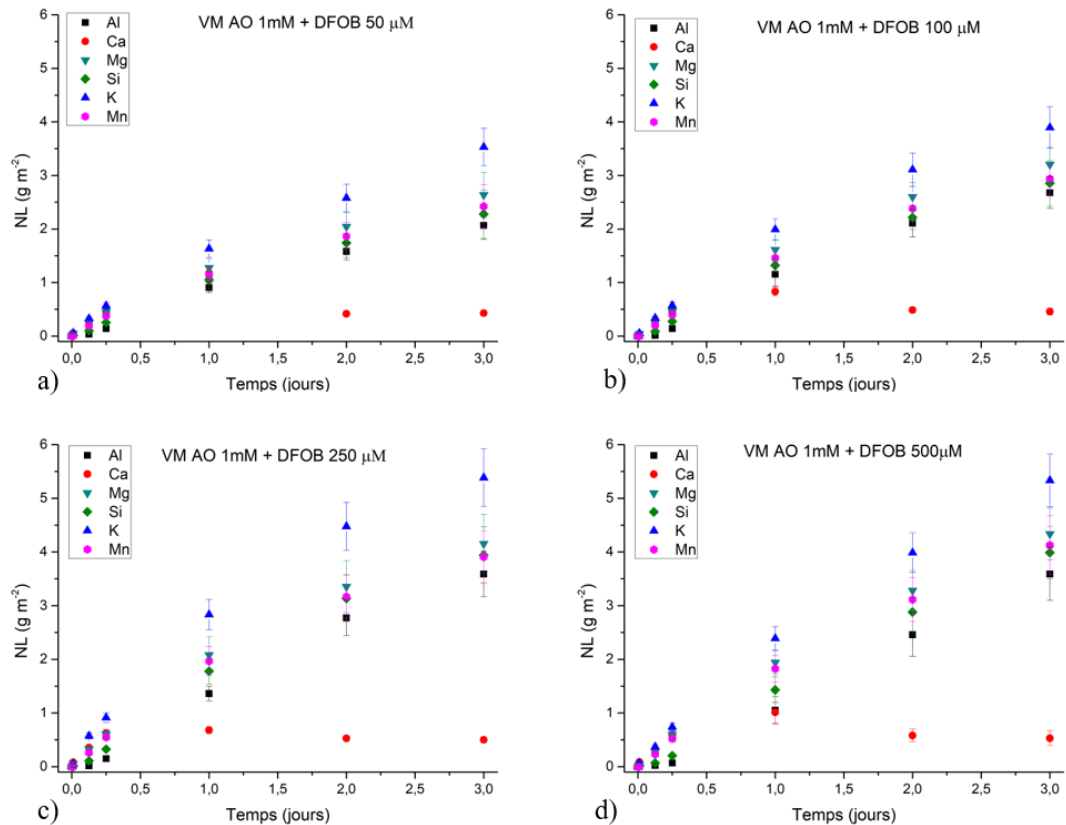 VM AO 1mM + DFOB 50 μM
Al
Ca
Mg
Si
K
Mn
NL (g m⁻²)
6
5
4
3
2
1
0
0,0 0,5 1,0 1,5 2,0 2,5 3,0
Temps (jours)
a)
VM AO 1mM + DFOB 100 μM
Al
Ca
Mg
Si
K
Mn
NL (g m⁻²)
6
5
4
3
2
1
0
0,0 0,5 1,0 1,5 2,0 2,5 3,0
Temps (jours)
b)
VM AO 1mM + DFOB 250 μM
Al
Ca
Mg
Si
K
Mn
NL (g m⁻²)
6
5
4
3
2
1
0
0,0 0,5 1,0 1,5 2,0 2,5 3,0
Temps (jours)
c)
VM AO 1mM + DFOB 500μM
Al
Ca
Mg
Si
K
Mn
NL (g m⁻²)
6
5
4
3
2
1
0
0,0 0,5 1,0 1,5 2,0 2,5 3,0
Temps (jours)
d)